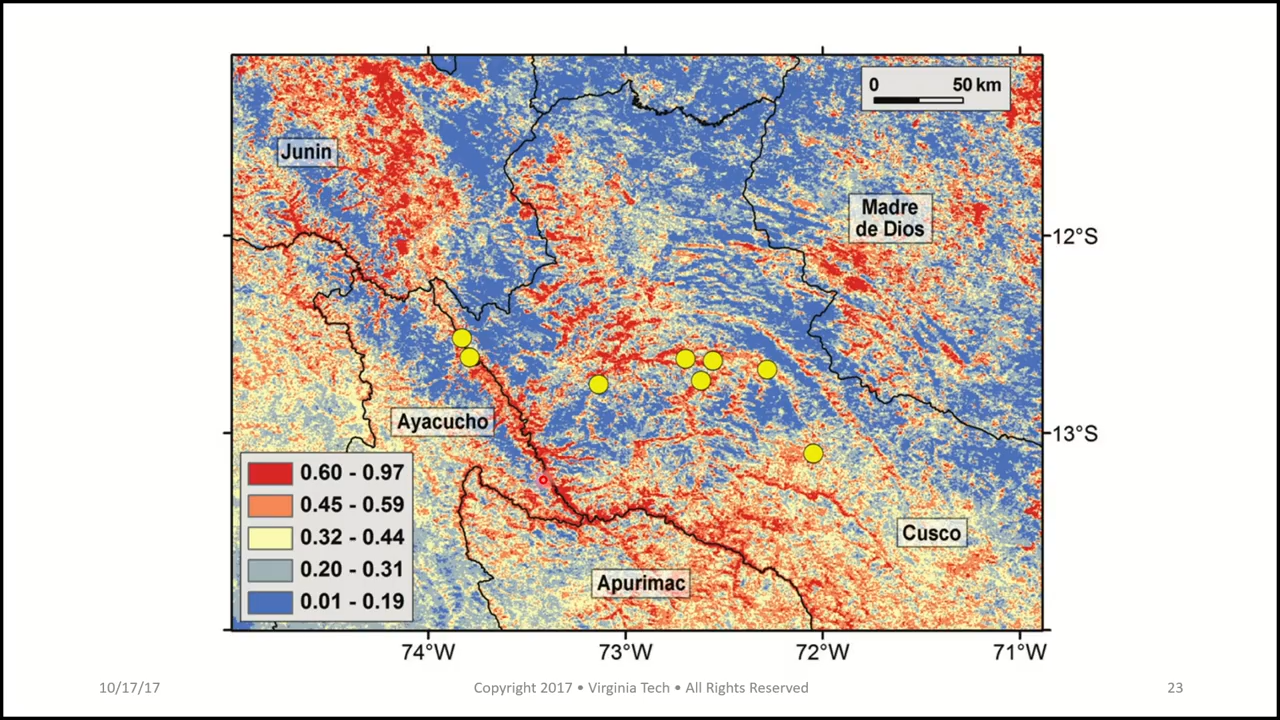 0 50 km
Junin
Madre
de Dios
12°S
Ayacucho
13°S
0.60 - 0.97
0.45 - 0.59
0.32 - 0.44
0.20 - 0.31
0.01 - 0.19
Cusco
Apurimac
74°W 73°W 72°W 71°W
10/17/17 Copyright 2017 • Virginia Tech • All Rights Reserved 23